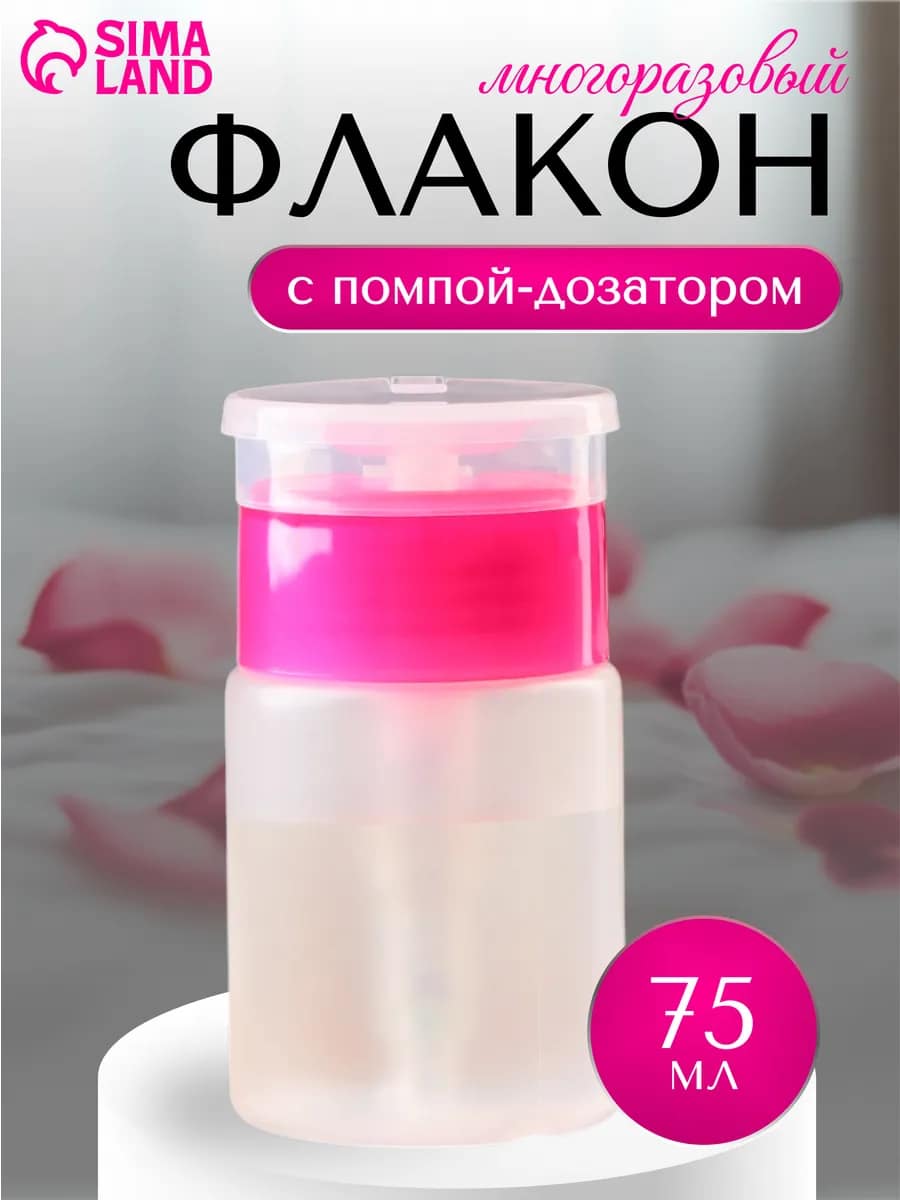 SIMA
LAND
многоразовый
ФЛАКОН
с помпой-дозатором
75
мл